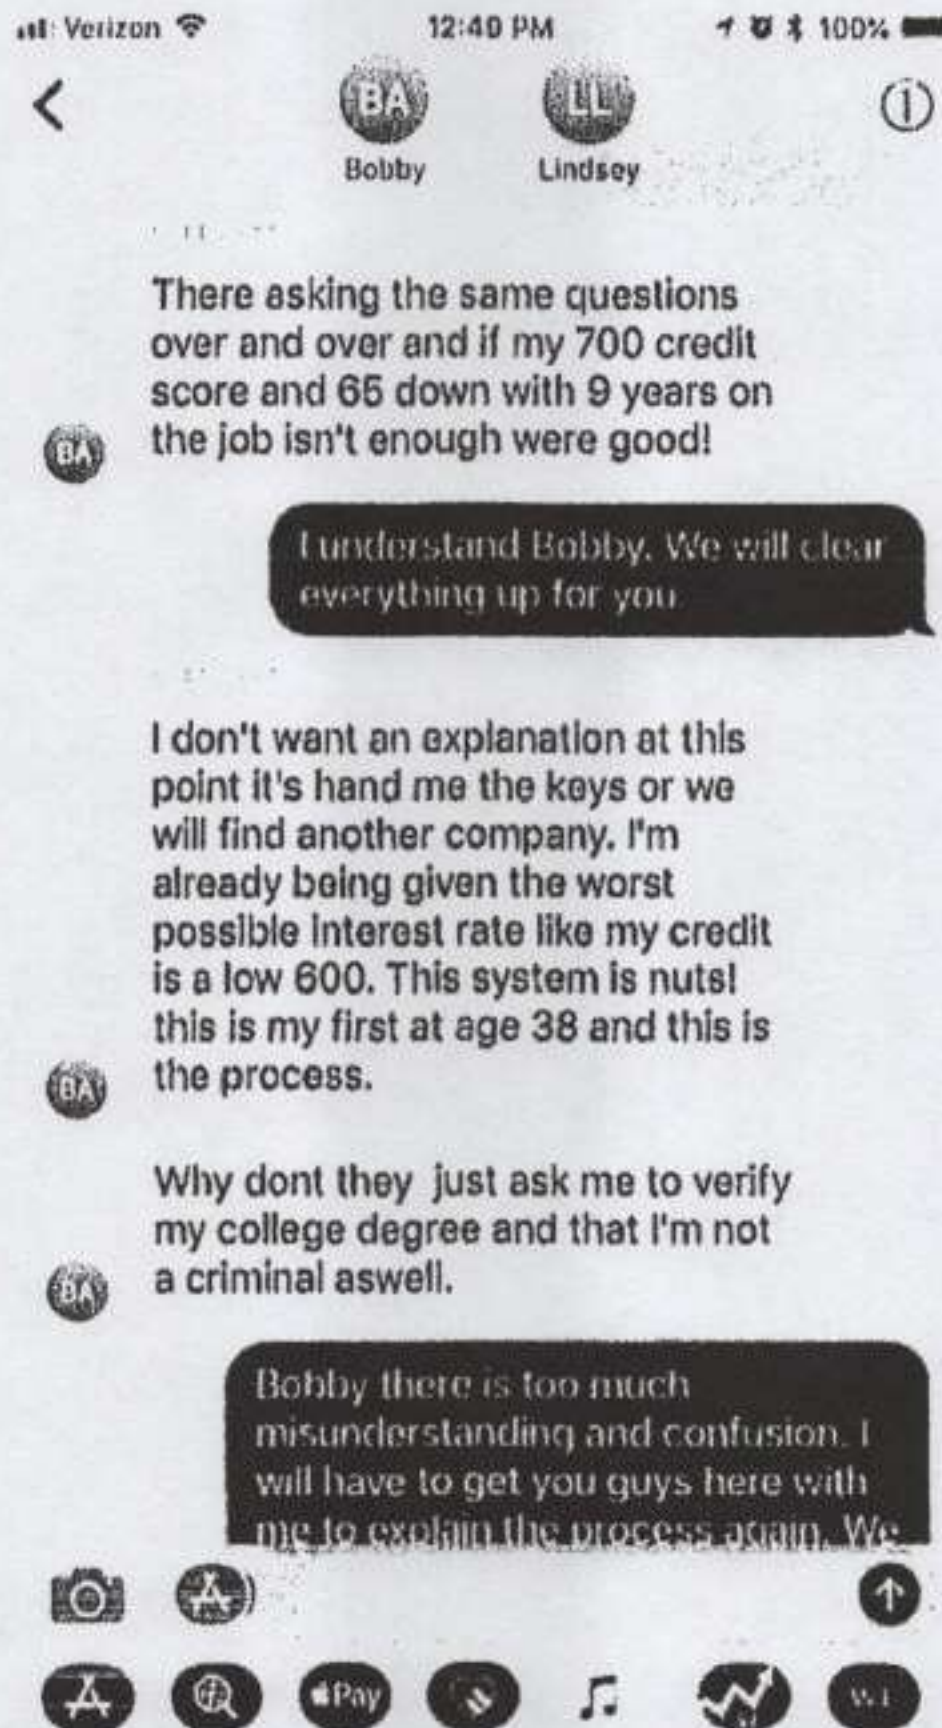 Verizon 12:49 PM 100%
BA LL
Bobby Lindsey
There asking the same questions
over and over and if my 700 credit
score and 65 down with 9 years on
the job isn't enough were good!
BA
I understand Bobby. We will clear
everything up for you
I don't want an explanation at this
point it's hand me the keys or we
will find another company. I'm
already being given the worst
possible interest rate like my credit
is a low 600. This system is nuts!
this is my first at age 38 and this is
the process.
BA
Why dont they just ask me to verify
my college degree and that I'm not
a criminal aswell.
BA
Bobby there is too much
misunderstanding and confusion. I
will have to get you guys here with
me to explain the process again. We
Pay